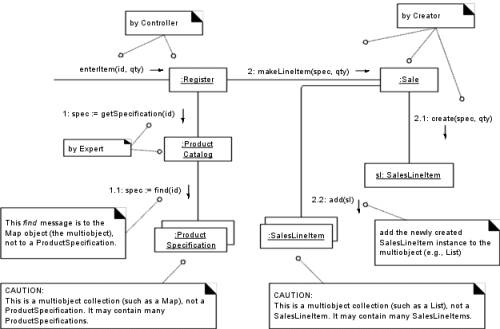 by Controller
by Creator
enterItem(id, qty)
:Register
2: makeLineItem(spec, qty)
:Sale
1: spec := getSpecification(id)
2.1: create(spec, qty)
by Expert
:Product
Catalog
sl: SalesLineItem
1.1: spec := find(id)
2.2: add(sl)
This find message is to the
Map object (the multiobject),
not to a ProductSpecification.
:Product
Specification
:SalesLineItem
add the newly created
SalesLineItem instance to the
multiobject (e.g., List)
CAUTION:
This is a multiobject collection (such as a Map), not a
ProductSpecification. It may contain many
ProductSpecifications.
CAUTION:
This is a multiobject collection (such as a List), not a
SalesLineItem. It may contain many SalesLineItems.